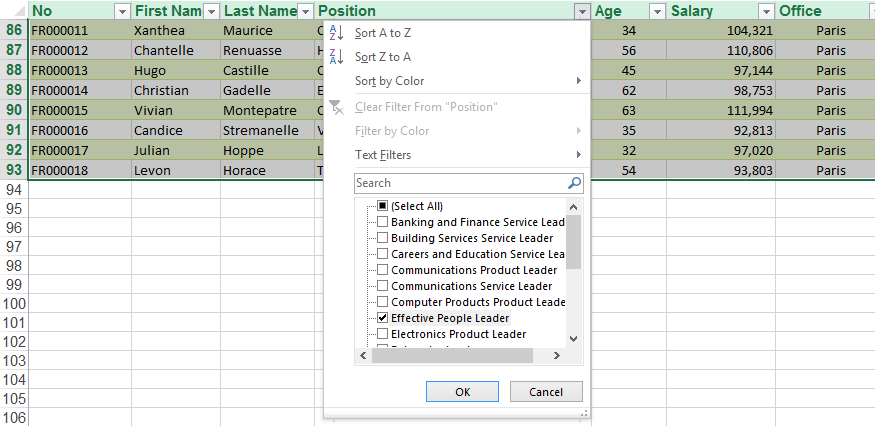 No First Nam Last Name Position Age Salary Office
86 FR000011 Xanthea Maurice 34 104,321 Paris
87 FR000012 Chantelle Renuasse 56 110,806 Paris
88 FR000013 Hugo Castille 45 97,144 Paris
89 FR000014 Christian Gadelle 62 98,753 Paris
90 FR000015 Vivian Montepatre 63 111,994 Paris
91 FR000016 Candice Stremanelle 35 92,813 Paris
92 FR000017 Julian Hoppe 32 97,020 Paris
93 FR000018 Levon Horace 54 93,803 Paris
94
95
96
97
98
99
100
101
102
103
104
105
106
Sort A to Z
Sort Z to A
Sort by Color
Clear Filter From "Position"
Filter by Color
Text Filters
Search
(Select All)
Banking and Finance Service Lead
Building Services Service Leader
Careers and Education Service Lea
Communications Product Leader
Communications Service Leader
Computer Products Product Leade
Effective People Leader
Electronics Product Leader
OK Cancel